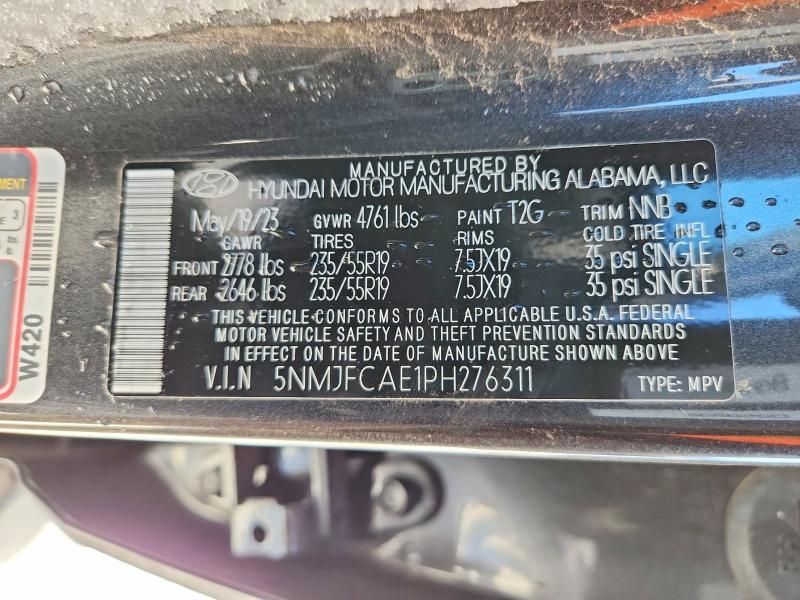 MANUFACTURED BY
HYUNDAI MOTOR MANUFACTURING ALABAMA, LLC
May/19/23 GVWR 4761 lbs PAINT T2G TRIM NNB
GAWR TIRES RIMS COLD TIRE INFL
FRONT 2778 lbs 235/55R19 7.5JX19 35 psi SINGLE
REAR 2646 lbs 235/55R19 7.5JX19 35 psi SINGLE
THIS VEHICLE CONFORMS TO ALL APPLICABLE U.S.A. FEDERAL
MOTOR VEHICLE SAFETY AND THEFT PREVENTION STANDARDS
IN EFFECT ON THE DATE OF MANUFACTURE SHOWN ABOVE
V.I.N 5NMJFCAE1PH276311 TYPE: MPV
3
lbs.
W420